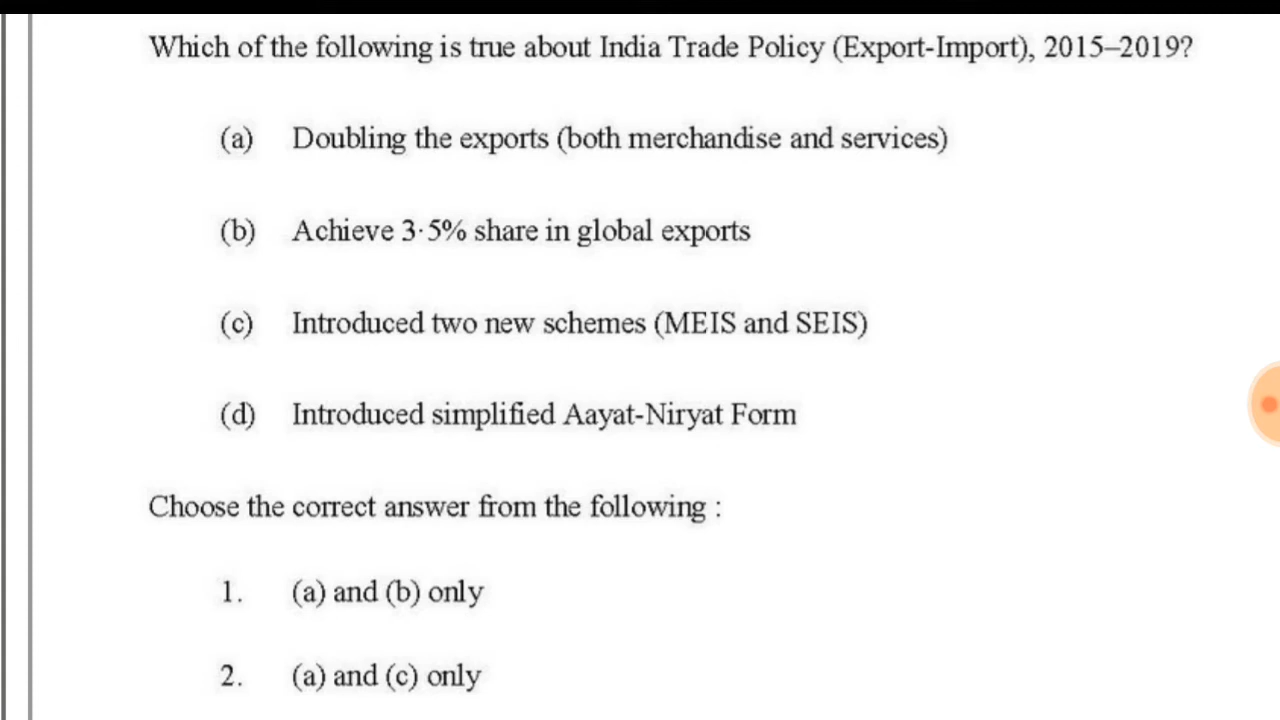 Which of the following is true about India Trade Policy (Export-Import), 2015–2019?
(a) Doubling the exports (both merchandise and services)
(b) Achieve 3·5% share in global exports
(c) Introduced two new schemes (MEIS and SEIS)
(d) Introduced simplified Aayat-Niryat Form
Choose the correct answer from the following :
1. (a) and (b) only
2. (a) and (c) only